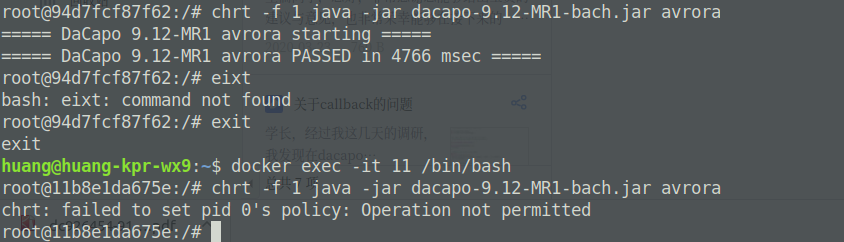 root@94d7fcf87f62:/# chrt -r 1 java -jar dacapo-9.12-MR1-bach.jar avrora
===== DaCapo 9.12-MR1 avrora starting =====
===== DaCapo 9.12-MR1 avrora PASSED in 4766 msec =====
root@94d7fcf87f62:/# eixt
bash: eixt: command not found
root@94d7fcf87f62:/# exit
关于callback的问题
exit
学长，经过我这几天的调研，
huang@huang-kpr-wx9:~$ docker exec -it 11 /bin/bash
我发现在dacapo
root@11b8e1da675e:/# chrt -f 1 java -jar dacapo-9.12-MR1-bach.jar avrora
chrt: failed to set pid 0's policy: Operation not permitted
root@11b8e1da675e:/#